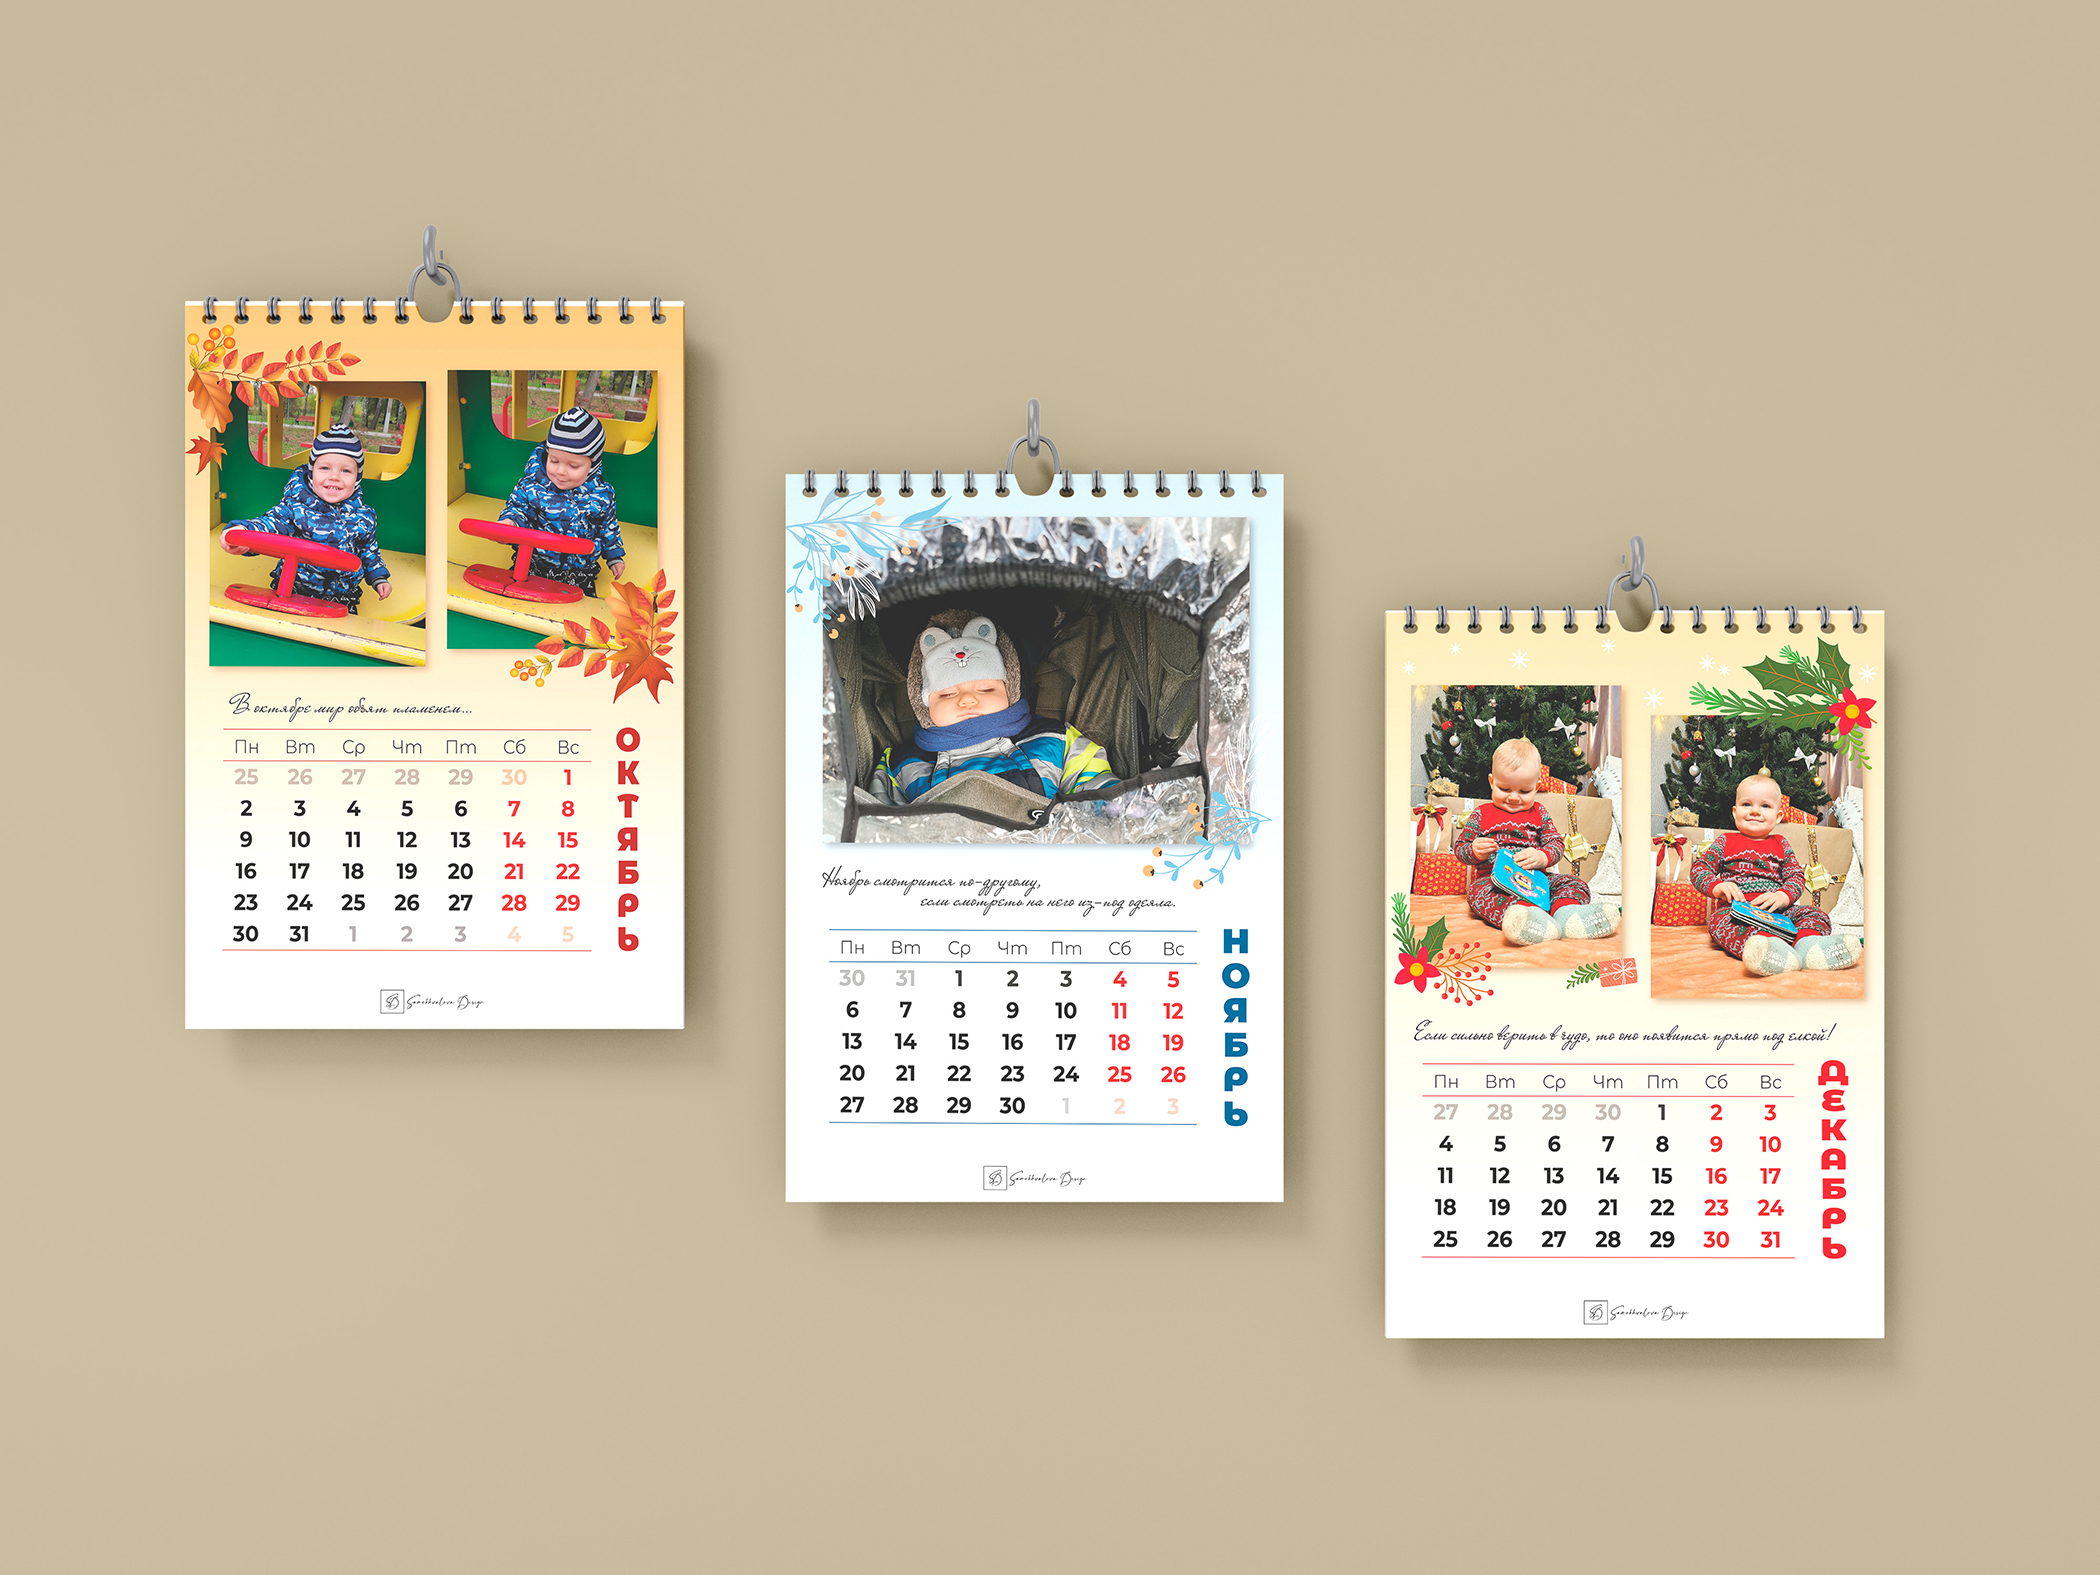 В октябре мир объят пламенем...
Пн Вт Ср Чт Пт Сб Вс
25 26 27 28 29 30 1
2 3 4 5 6 7 8
9 10 11 12 13 14 15
16 17 18 19 20 21 22
23 24 25 26 27 28 29
30 31 1 2 3 4 5
ОКТЯБРЬ
Samokhvalova Design
Ноябрь смотрится по-другому,
если смотреть на него из-под одеяла.
Пн Вт Ср Чт Пт Сб Вс
30 31 1 2 3 4 5
6 7 8 9 10 11 12
13 14 15 16 17 18 19
20 21 22 23 24 25 26
27 28 29 30 1 2 3
НОЯБРЬ
Samokhvalova Design
Если сильно верить в чудо, то оно появится прямо под елкой!
Пн Вт Ср Чт Пт Сб Вс
27 28 29 30 1 2 3
4 5 6 7 8 9 10
11 12 13 14 15 16 17
18 19 20 21 22 23 24
25 26 27 28 29 30 31
ДЕКАБРЬ
Samokhvalova Design